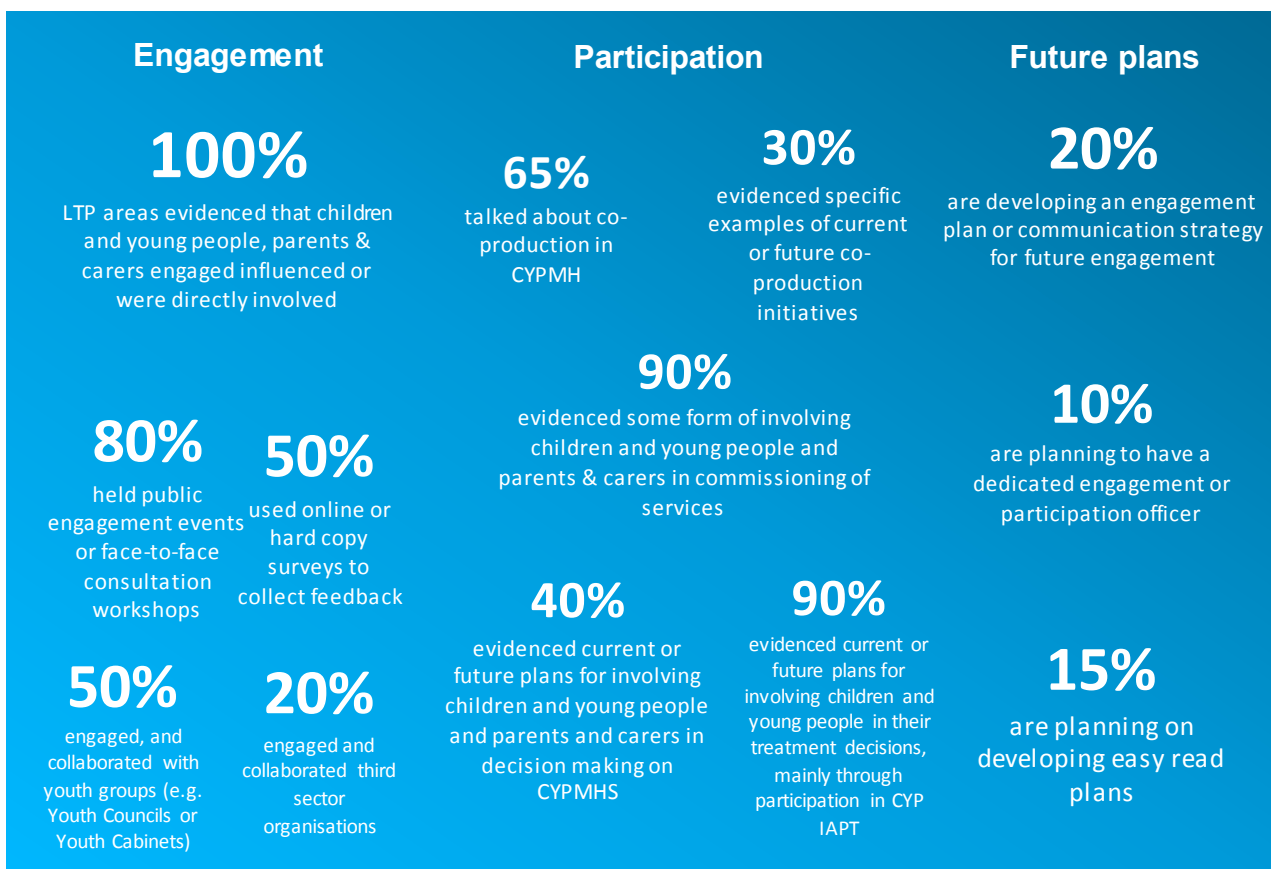 Engagement
100%
LTP areas evidenced that children
and young people, parents &
carers engaged influenced or
were directly involved
80%
held public
engagement events
or face-to-face
consultation
workshops
50%
used online or
hard copy
surveys to
collect feedback
50%
engaged, and
collaborated with
youth groups (e.g.
Youth Councils or
Youth Cabinets)
20%
engaged and
collaborated third
sector
organisations
Participation
65%
talked about co-
production in
CYPMH
30%
evidenced specific
examples of current
or future co-
production
initiatives
90%
evidenced some form of involving
children and young people and
parents & carers in commissioning of
services
40%
evidenced current or
future plans for involving
children and young people
and parents and carers in
decision making on
CYPMHS
90%
evidenced current or
future plans for
involving children and
young people in their
treatment decisions,
mainly through
participation in CYP
IAPT
Future plans
20%
are developing an engagement
plan or communication strategy
for future engagement
10%
are planning to have a
dedicated engagement or
participation officer
15%
are planning on
developing easy read
plans